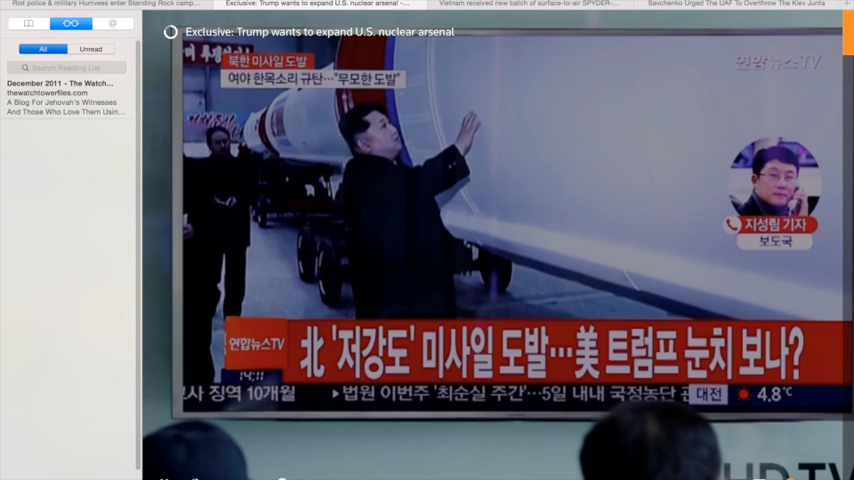 Riot police & military Humvees enter Standing Rock camp...
Exclusive: Trump wants to expand U.S. nuclear arsenal -...
Vietnam received new batch of surface-to-air SPYDER-...
Savchenko Urged The UAF To Overthrow The Kiev Junta
All
Unread
Search Reading List
December 2011 - The Watch...
thewatchtowerfiles.com
A Blog For Jehovah's Witnesses
And Those Who Love Them Usin...
Exclusive: Trump wants to expand U.S. nuclear arsenal
북한 미사일 도발
여야 한목소리 규탄…"무모한 도발"
연합뉴스TV
지성림 기자
보도국
연합뉴스TV
北 '저강도' 미사일 도발…美 트럼프 눈치 보나?
14:11
징역 10개월
▶법원 이번주 '최순실 주간'…5일 내내 국정농단
대전
4.8℃
HD TV